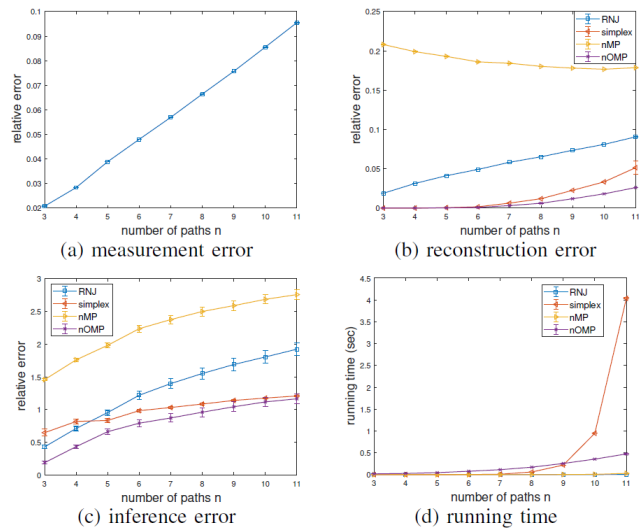 0.1
0.09
0.08
0.07
0.06
0.05
0.04
0.03
0.02
relative error
3 4 5 6 7 8 9 10 11
number of paths n
(a) measurement error
0.25
0.2
0.15
0.1
0.05
0
relative error
RNJ
simplex
nMP
nOMP
3 4 5 6 7 8 9 10 11
number of paths n
(b) reconstruction error
3
2.5
2
1.5
1
0.5
0
relative error
RNJ
simplex
nMP
nOMP
3 4 5 6 7 8 9 10 11
number of paths n
(c) inference error
4.5
4
3.5
3
2.5
2
1.5
1
0.5
0
running time (sec)
RNJ
simplex
nMP
nOMP
3 4 5 6 7 8 9 10 11
number of paths n
(d) running time